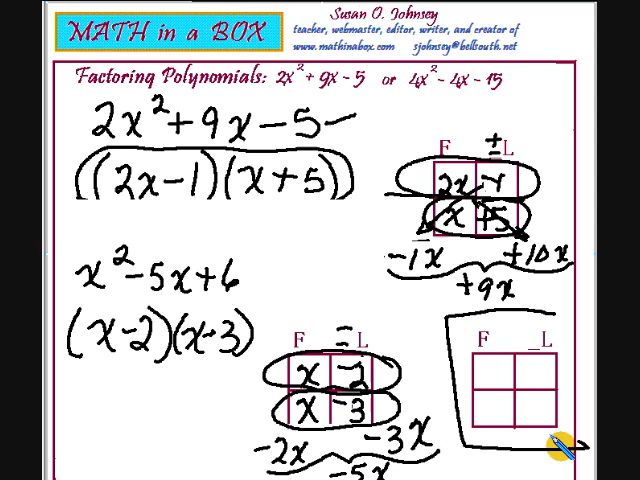 MATH in a BOX
Susan O. Johnsey
teacher, webmaster, editor, writer, and creator of
www.mathinabox.com sjohnsey@bellsouth.net
Factoring Polynomials: 2x² + 9x - 5 or 4x² - 4x - 15
2x² + 9x - 5
((2x - 1)(x + 5))
F ± L
2x -1
x +5
-1x +10x
+9x
x² - 5x + 6
(x - 2)(x - 3)
F = L
x -2
x -3
-2x -3x
-5x
F _L